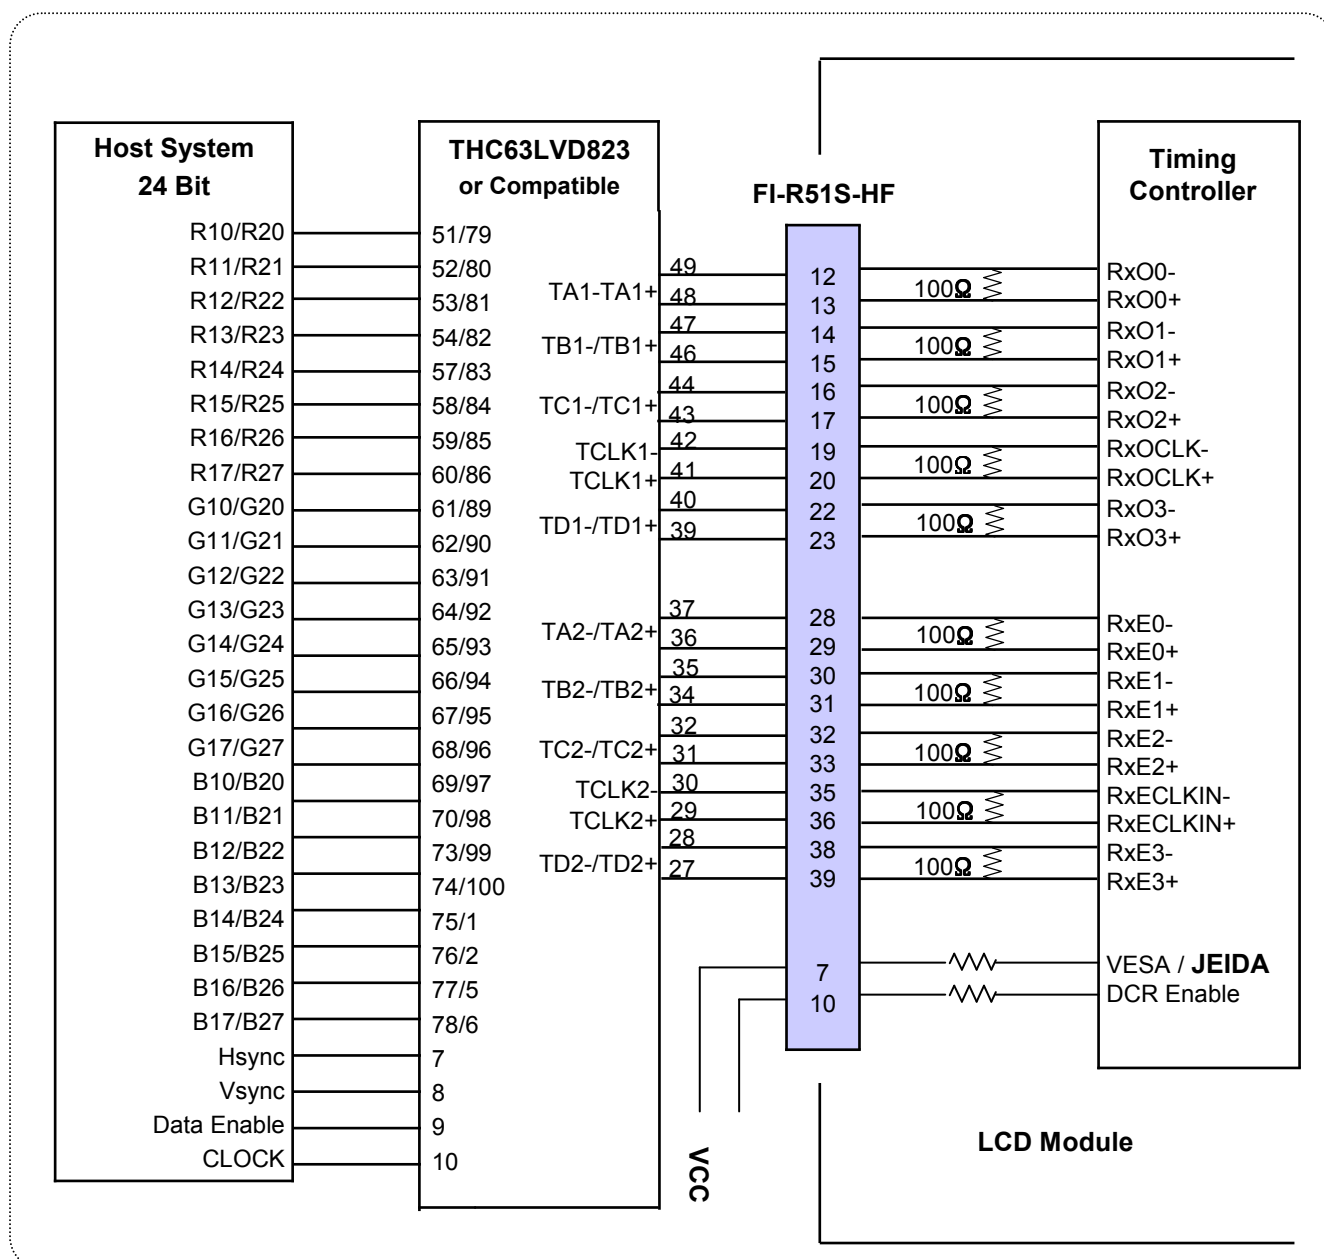 Host System
24 Bit
R10/R20
R11/R21
R12/R22
R13/R23
R14/R24
R15/R25
R16/R26
R17/R27
G10/G20
G11/G21
G12/G22
G13/G23
G14/G24
G15/G25
G16/G26
G17/G27
B10/B20
B11/B21
B12/B22
B13/B23
B14/B24
B15/B25
B16/B26
B17/B27
Hsync
Vsync
Data Enable
CLOCK
THC63LVD823
or Compatible
51/79
52/80
53/81
54/82
57/83
58/84
59/85
60/86
61/89
62/90
63/91
64/92
65/93
66/94
67/95
68/96
69/97
70/98
73/99
74/100
75/1
76/2
77/5
78/6
7
8
9
10
TA1-TA1+
TB1-/TB1+
TC1-/TC1+
TCLK1-
TCLK1+
TD1-/TD1+
TA2-/TA2+
TB2-/TB2+
TC2-/TC2+
TCLK2-
TCLK2+
TD2-/TD2+
49
48
47
46
44
43
42
41
40
39
37
36
35
34
32
31
30
29
28
27
FI-R51S-HF
12
13
14
15
16
17
19
20
22
23
28
29
30
31
32
33
35
36
38
39
7
10
100Ω
100Ω
100Ω
100Ω
100Ω
100Ω
100Ω
100Ω
100Ω
100Ω
Timing
Controller
RxO0-
RxO0+
RxO1-
RxO1+
RxO2-
RxO2+
RxOCLK-
RxOCLK+
RxO3-
RxO3+
RxE0-
RxE0+
RxE1-
RxE1+
RxE2-
RxE2+
RxECLKIN-
RxECLKIN+
RxE3-
RxE3+
VESA / JEIDA
DCR Enable
VCC
LCD Module